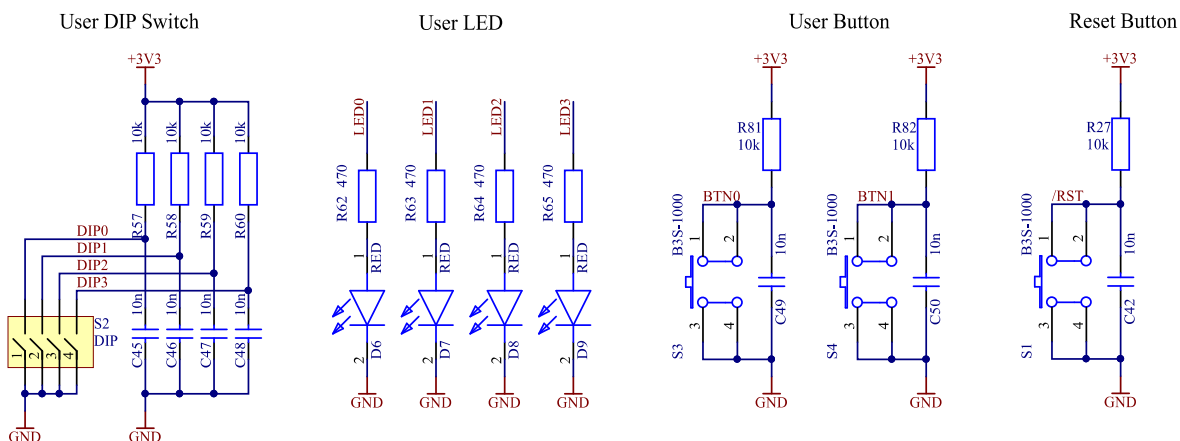 User DIP Switch
User LED
User Button
Reset Button
+3V3
+3V3
+3V3
+3V3
10k
10k
10k
10k
R57
R58
R59
R60
DIP0
DIP1
DIP2
DIP3
10n
10n
10n
10n
C45
C46
C47
C48
S2
DIP
1
2
3
4
GND
GND
LED0
LED1
LED2
LED3
R62 470
R63 470
R64 470
R65 470
1
RED
1
RED
1
RED
1
RED
2
D6
2
D7
2
D8
2
D9
GND
GND
GND
GND
R81
10k
BTN0
B3S-1000
1
2
10n
3
4
C49
S3
GND
R82
10k
BTN1
B3S-1000
1
2
10n
3
4
C50
S4
GND
R27
10k
/RST
B3S-1000
1
2
10n
3
4
C42
S1
GND